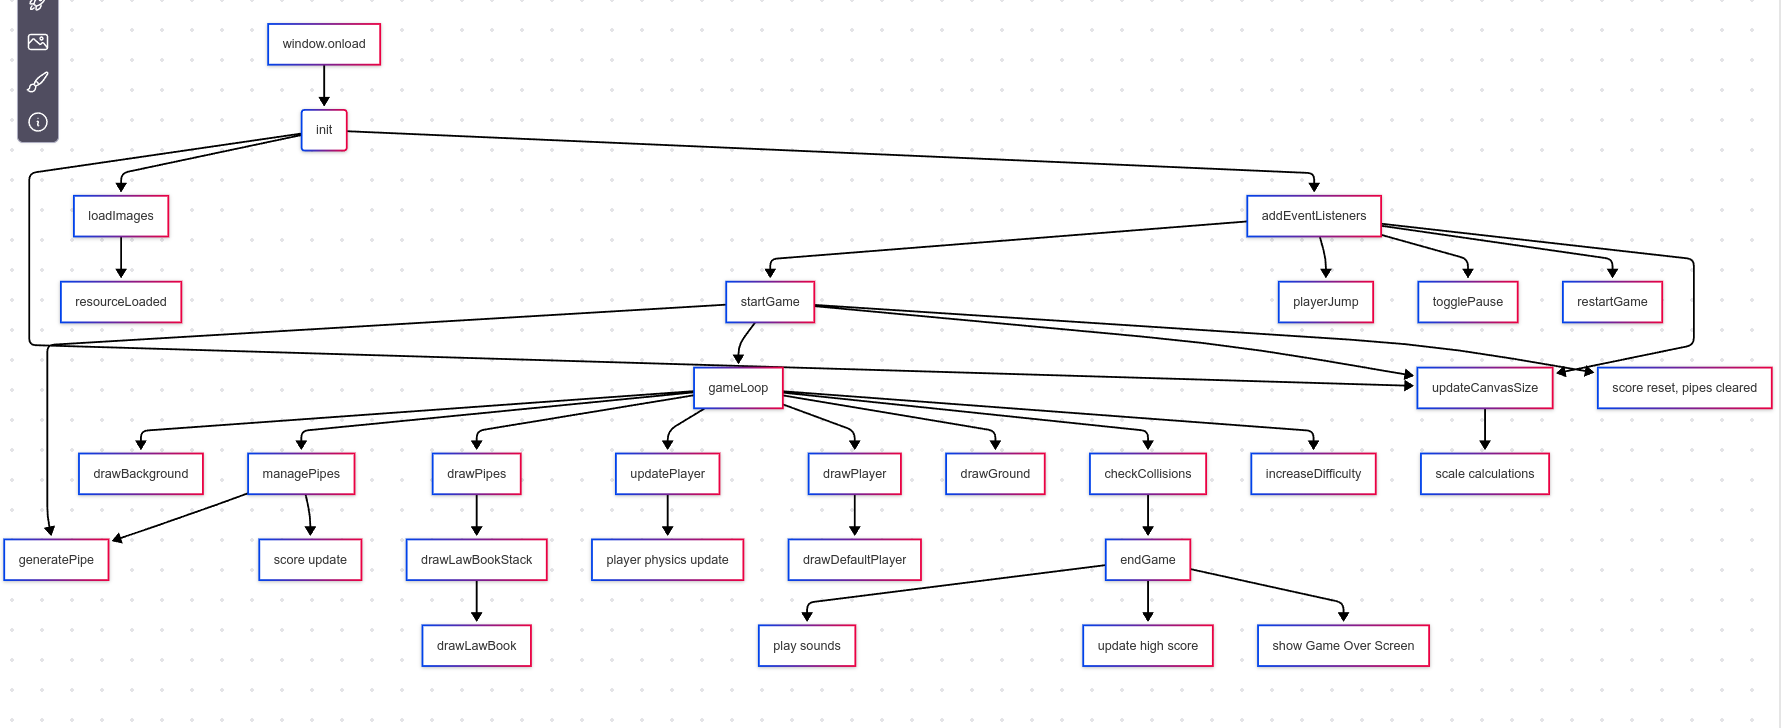 window.onload
init
loadImages
addEventListeners
resourceLoaded
startGame
playerJump
togglePause
restartGame
gameLoop
updateCanvasSize
score reset, pipes cleared
drawBackground
managePipes
drawPipes
updatePlayer
drawPlayer
drawGround
checkCollisions
increaseDifficulty
scale calculations
generatePipe
score update
drawLawBookStack
player physics update
drawDefaultPlayer
endGame
drawLawBook
play sounds
update high score
show Game Over Screen